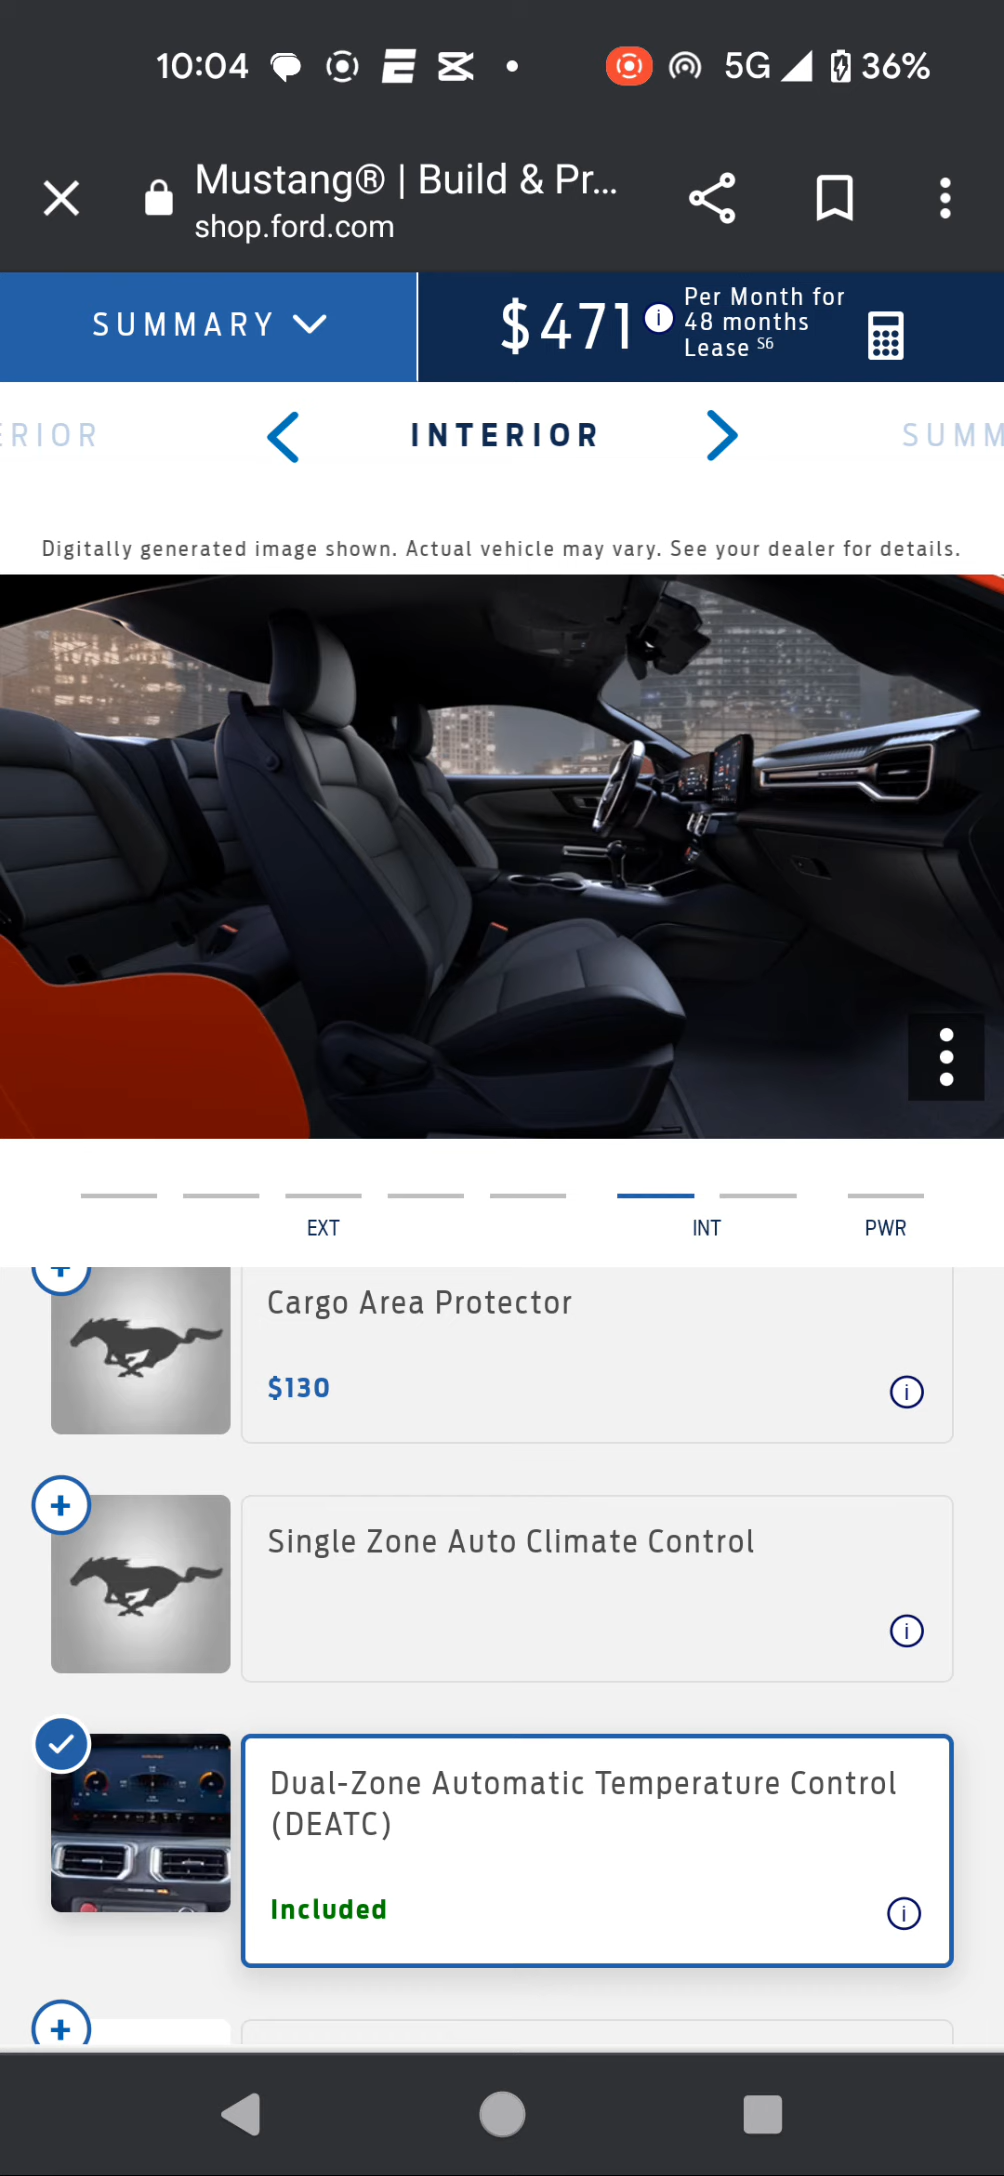 10:04
5G
36%
Mustang® | Build & Pr...
shop.ford.com
SUMMARY
$471
i
Per Month for
48 months
Lease S6
ERIOR
INTERIOR
SUMM
Digitally generated image shown. Actual vehicle may vary. See your dealer for details.
EXT
INT
PWR
Cargo Area Protector
$130
i
Single Zone Auto Climate Control
i
Dual-Zone Automatic Temperature Control
(DEATC)
Included
i